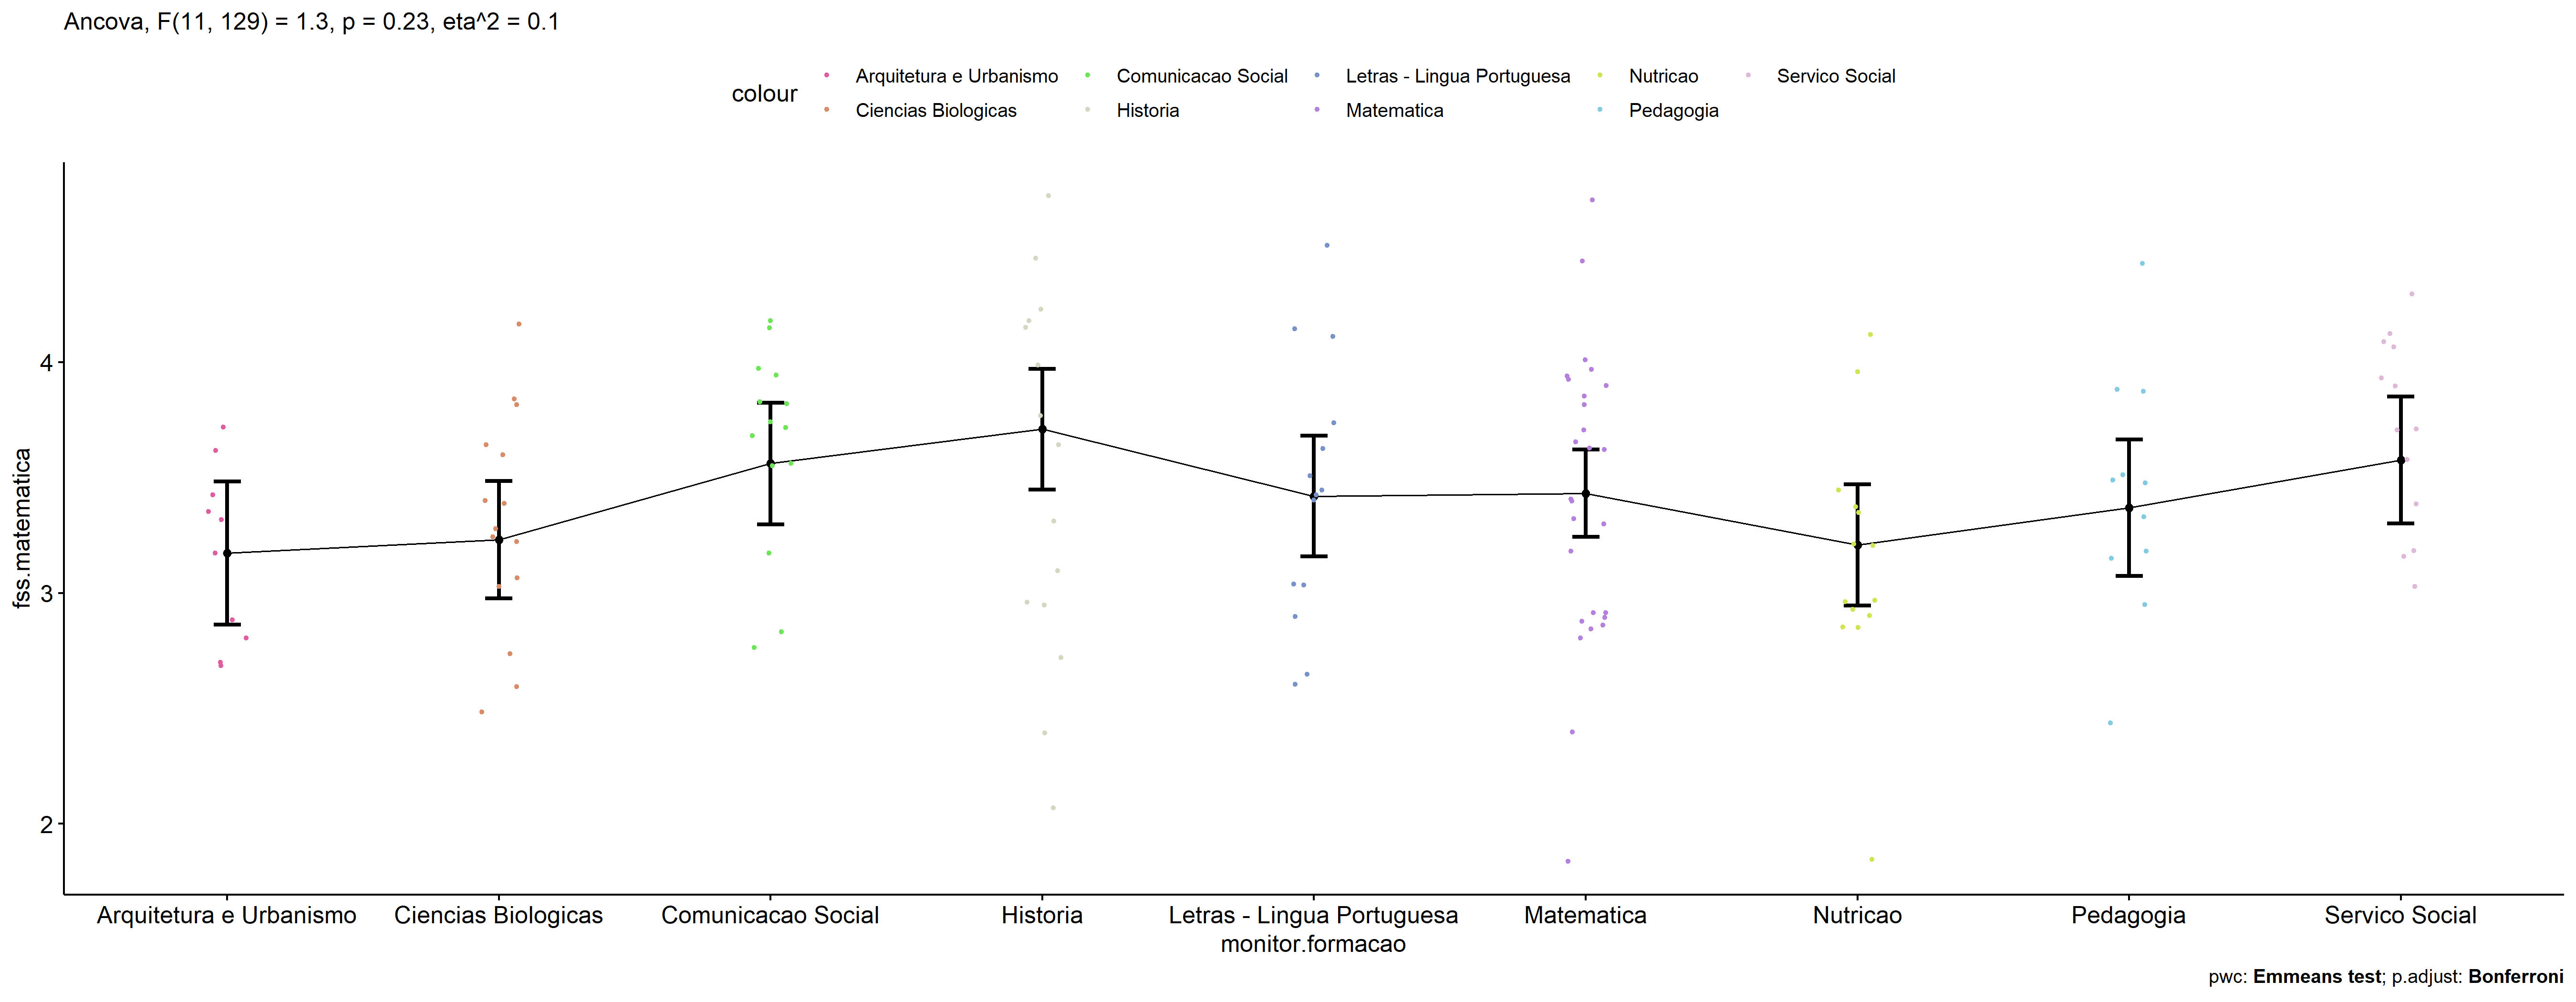 Ancova, F(11, 129) = 1.3, p = 0.23, eta^2 = 0.1
colour
Arquitetura e Urbanismo
Ciencias Biologicas
Comunicacao Social
Historia
Letras - Lingua Portuguesa
Matematica
Nutricao
Pedagogia
Servico Social
fss.matematica
4
3
2
Arquitetura e Urbanismo Ciencias Biologicas Comunicacao Social Historia Letras - Lingua Portuguesa Matematica Nutricao Pedagogia Servico Social
monitor.formacao
pwc: Emmeans test; p.adjust: Bonferroni